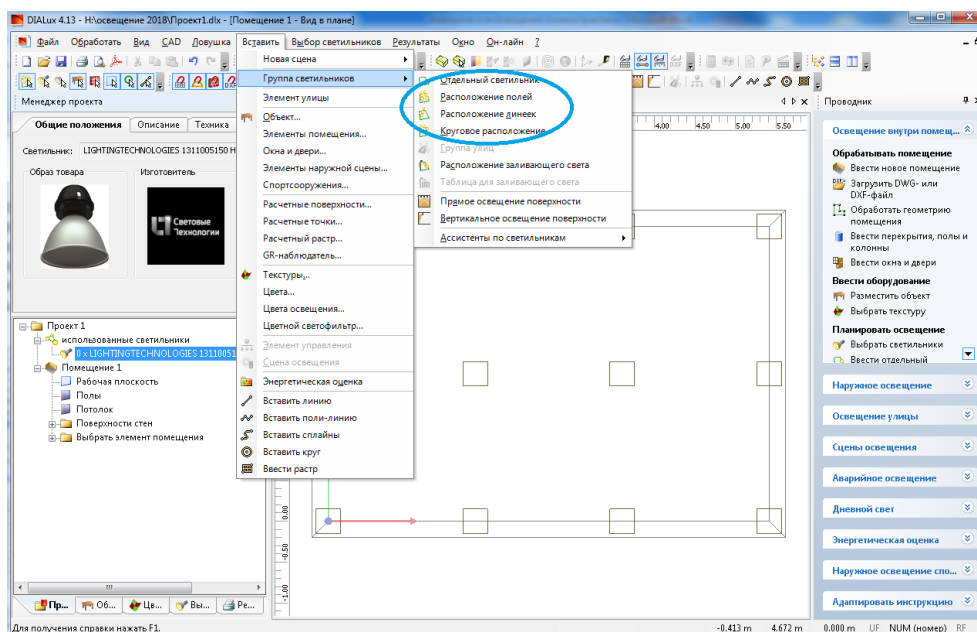 DIALux 4.13 - H:\освещение 2018\Проект1.dlx - [Помещение 1 - Вид в плане]
Файл Обработать Вид CAD Ловушка Вставить Выбор светильников Результаты Окно Он-лайн ?
Менеджер проекта
Общие положения Описание Техника
Светильник: LIGHTINGTECHNOLOGIES 1311005150 H
Образ товара Изготовитель
Световые Технологии
Проект 1
использованные светильники
0 x LIGHTINGTECHNOLOGIES 1311051
Помещение 1
Рабочая плоскость
Полы
Потолок
Поверхности стен
Выбрать элемент помещения
Пр... Об... Цв... Вы... Ре...
Для получения справки нажать F1.
Новая сцена
Группа светильников
Элемент улицы
Объект...
Элементы помещения...
Окна и двери...
Элементы наружной сцены...
Спортсооружения...
Расчетные поверхности...
Расчетные точки...
Расчетный растр...
GR-наблюдатель...
Текстуры,..
Цвета...
Цвета освещения...
Цветной светофильтр...
Элемент управления
Сцена освещения
Энергетическая оценка
Вставить линию
Вставить поли-линию
Вставить сплайны
Вставить круг
Ввести растр
Отдельный светильник
Расположение полей
Расположение линеек
Круговое расположение
Группа улиц
Расположение заливающего света
Таблица для заливающего света
Прямое освещение поверхности
Вертикальное освещение поверхности
Ассистенты по светильникам
4.00 4.50 5.00 5.50
0.00
-0.50
-1.00
Проводник
Освещение внутри помещ...
Обрабатывать помещение
Ввести новое помещение
Загрузить DWG- или
DXF-файл
Обработать геометрию
помещения
Ввести перекрытия, полы и
колонны
Ввести окна и двери
Ввести оборудование
Разместить объект
Выбрать текстуру
Планировать освещение
Выбрать светильники
Ввести отдельный
Наружное освещение
Освещение улицы
Сцены освещения
Аварийное освещение
Дневной свет
Энергетическая оценка
Наружное освещение спо...
Адаптировать инструкцию
-0.413 m 4.672 m 0.000 m UF NUM (номер) RF